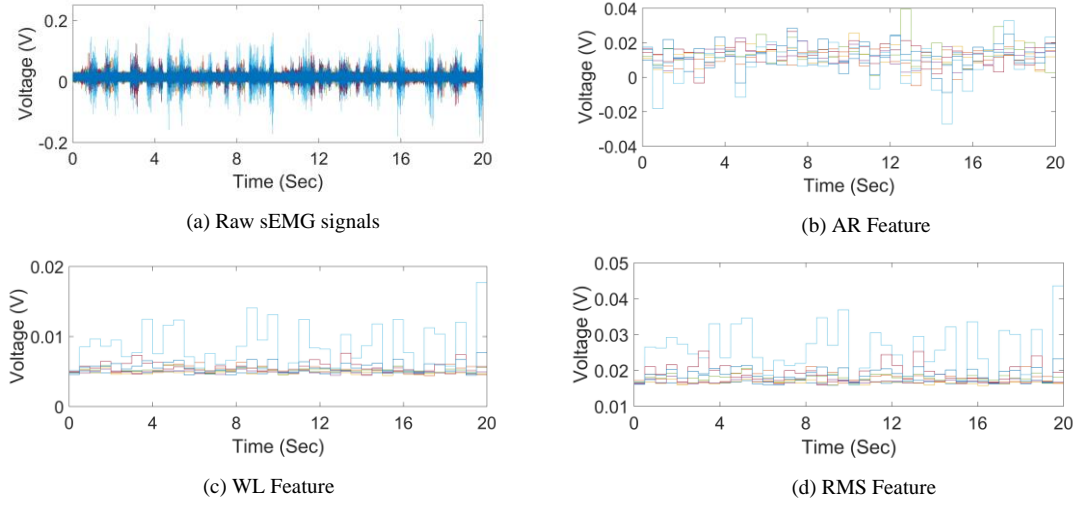 Voltage (V)
0.2
0
-0.2
0 4 8 12 16 20
Time (Sec)
(a) Raw sEMG signals
Voltage (V)
0.04
0.02
0
-0.02
-0.04
0 4 8 12 16 20
Time (Sec)
(b) AR Feature
Voltage (V)
0.02
0.01
0
0 4 8 12 16 20
Time (Sec)
(c) WL Feature
Voltage (V)
0.05
0.04
0.03
0.02
0.01
0 4 8 12 16 20
Time (Sec)
(d) RMS Feature